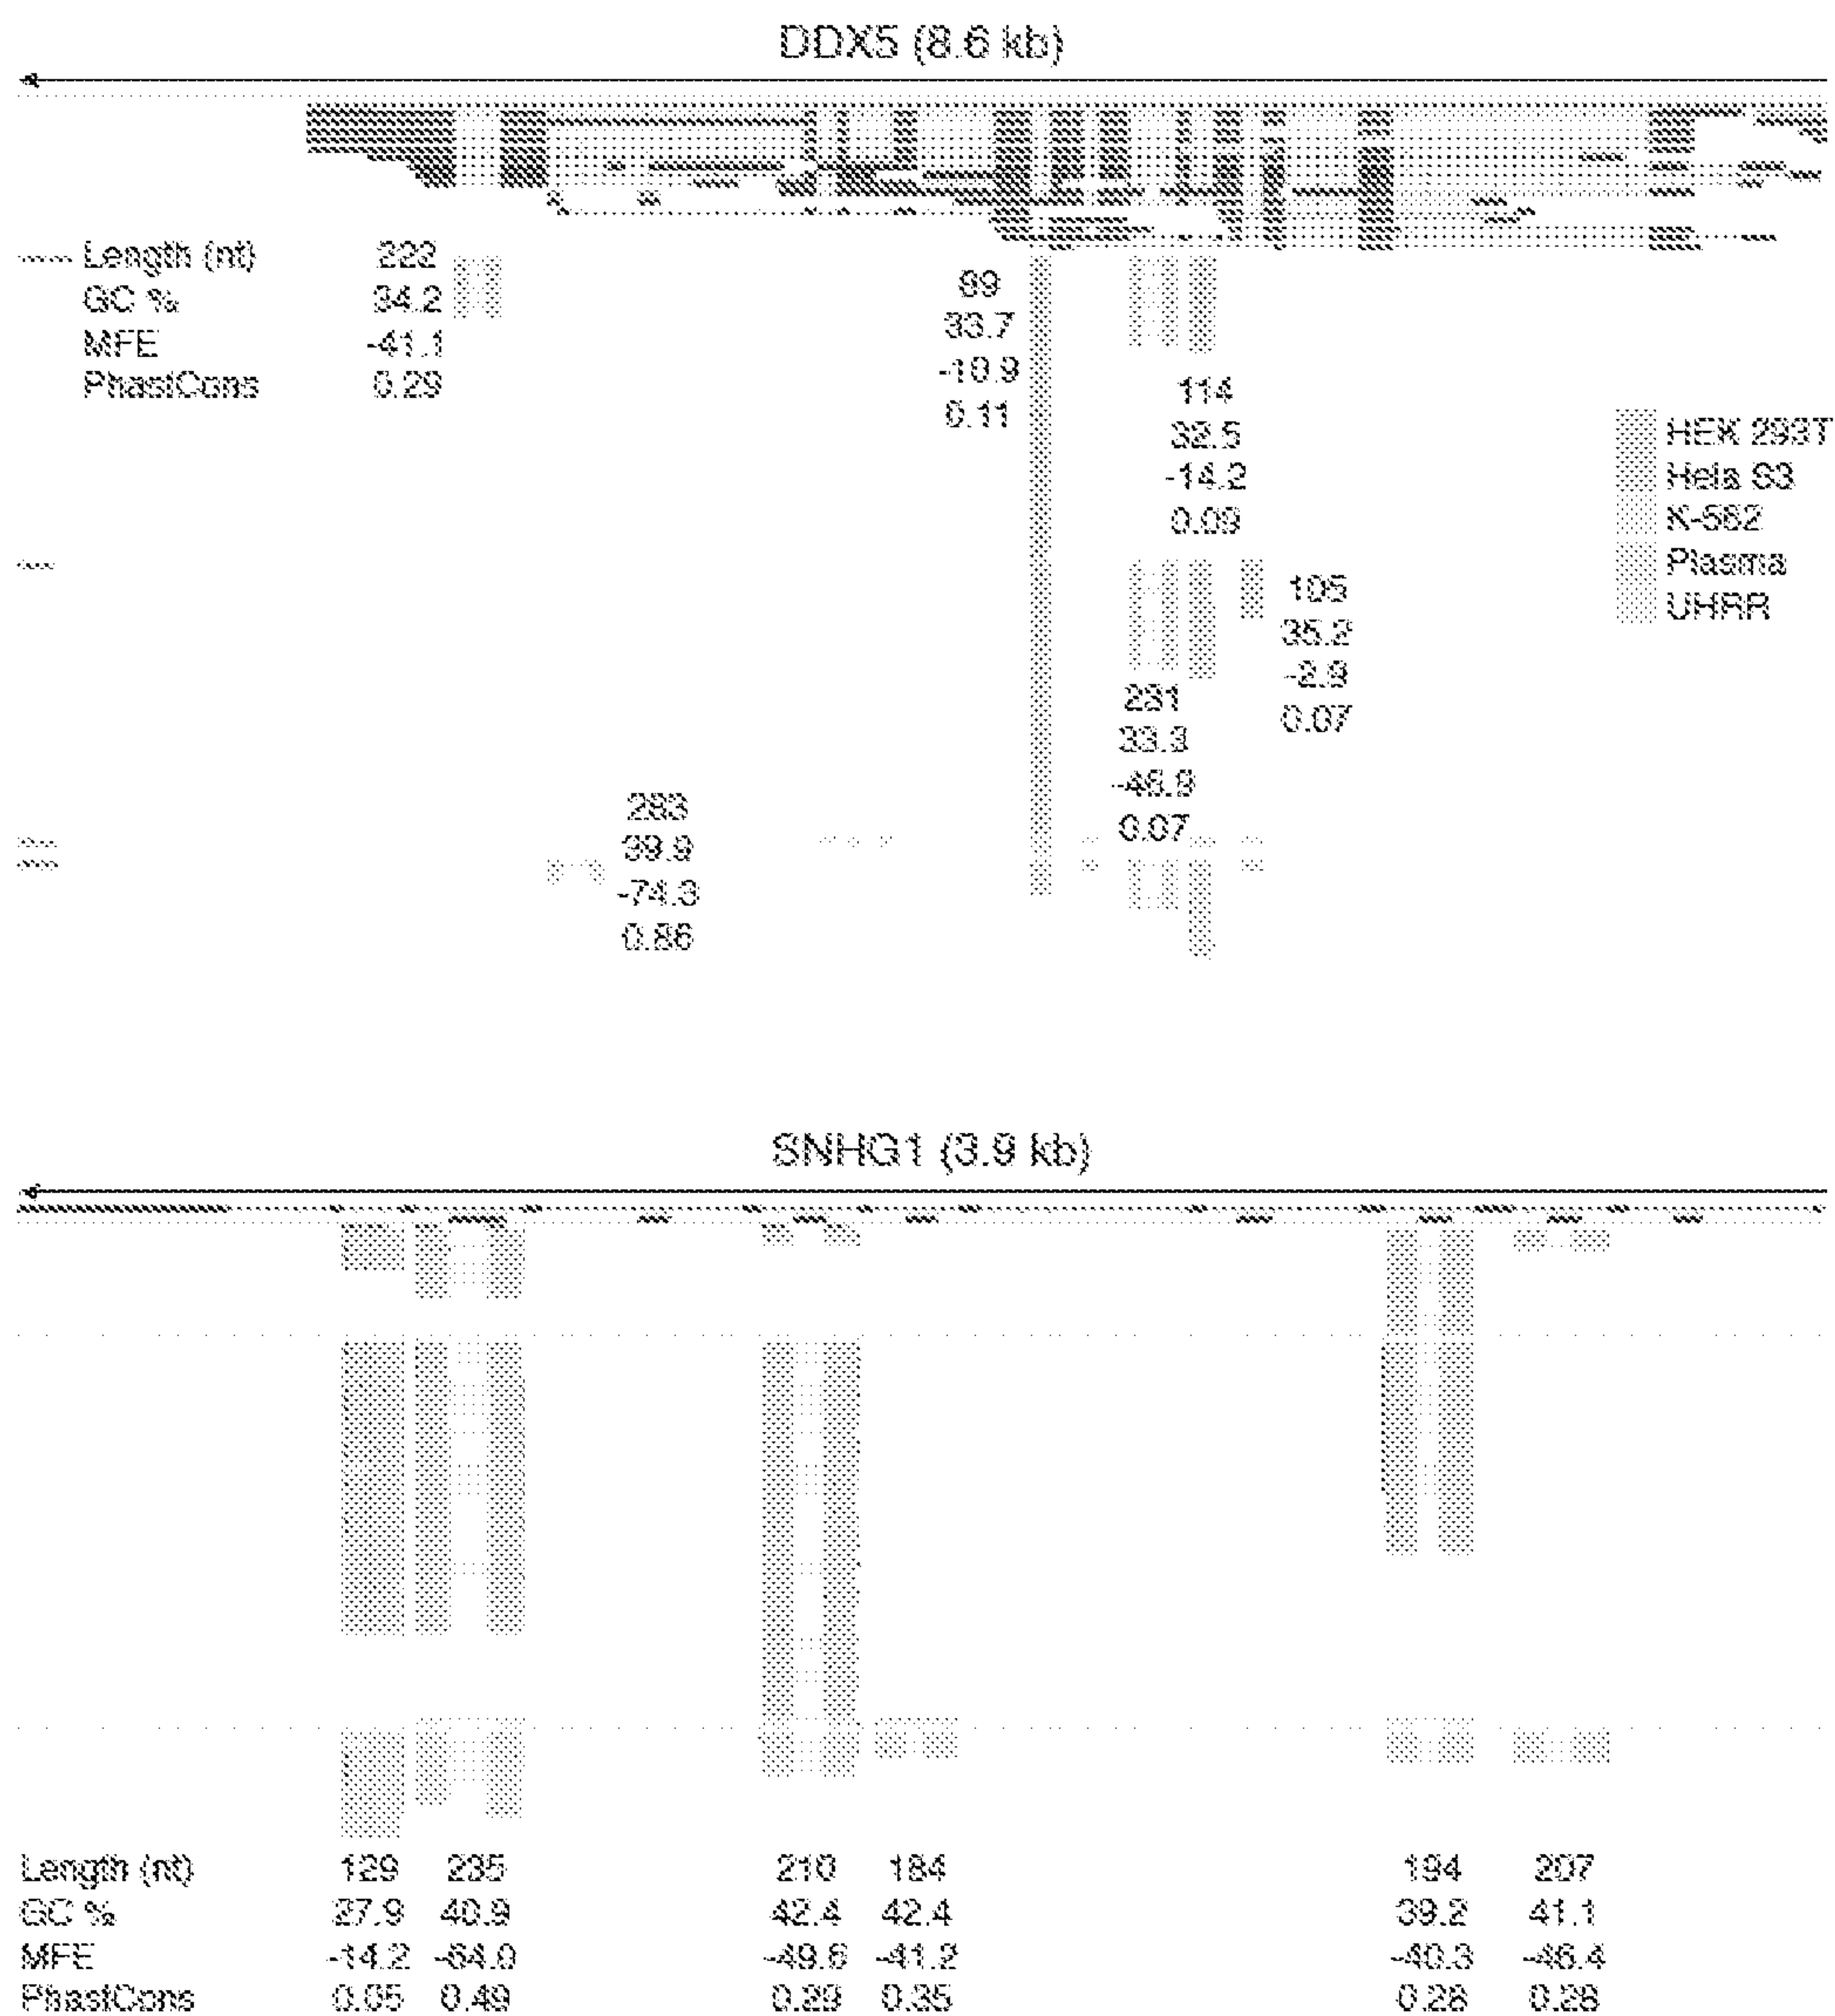 DDX5 (8.6 kb)
Length (nt) 222
GC % 34.2
MFE -41.1
PhastCons 0.29
89
33.7
-10.9
0.11
114
32.5
-14.2
0.09
HEK 293T
Hela S3
K-562
Plasma
UHRR
105
35.2
-2.9
0.07
231
33.3
-46.9
0.07
283
39.9
-74.3
0.86
SNHG1 (3.9 kb)
Length (nt) 129 235 210 184 194 207
GC % 27.9 40.9 42.4 42.4 39.2 41.1
MFE -14.2 -64.0 -49.6 -41.2 -40.3 -46.4
PhastCons 0.05 0.49 0.29 0.35 0.28 0.28